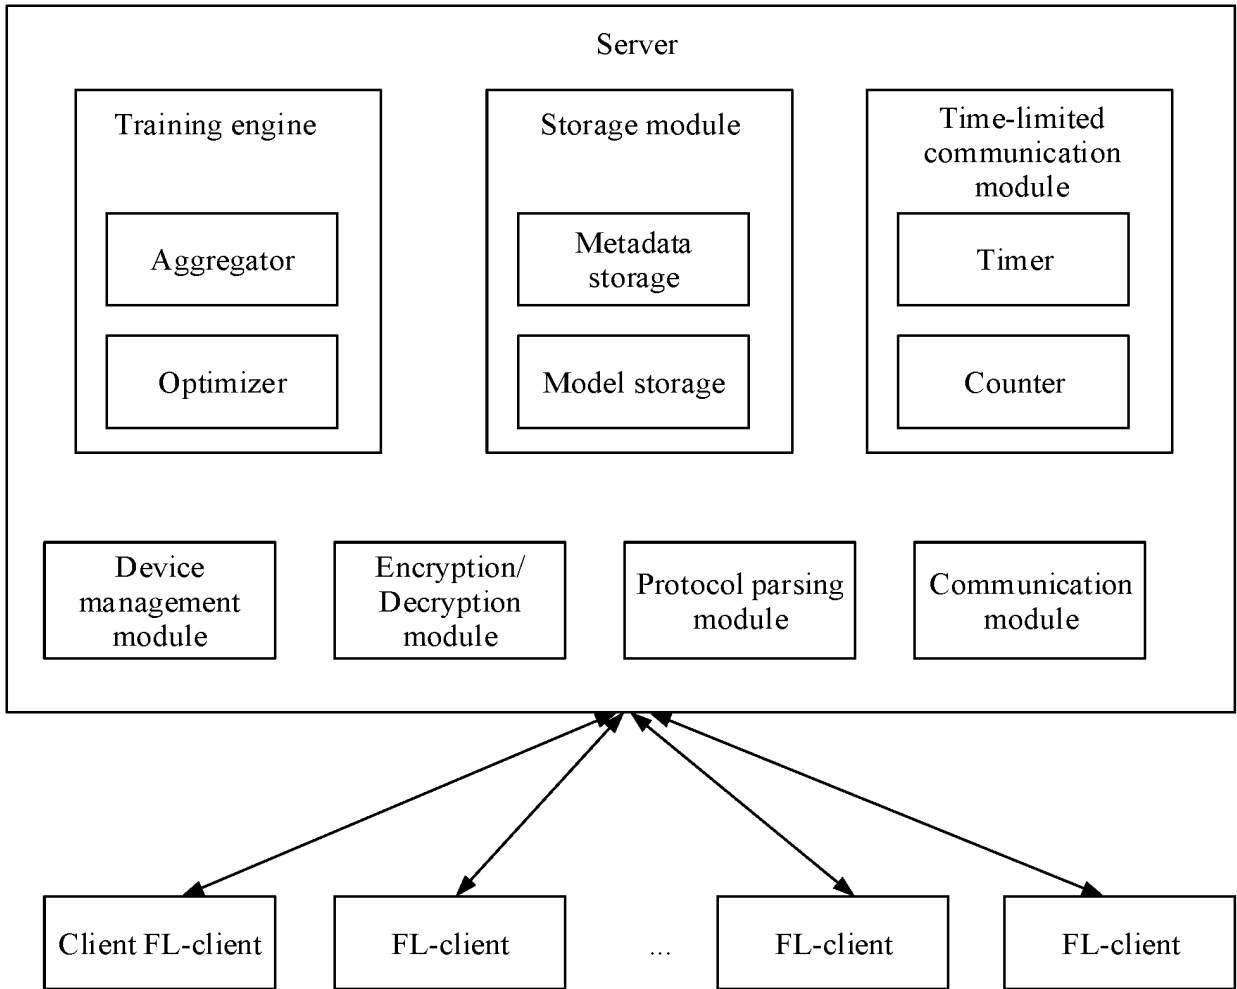 Server
Training engine
Storage module
Time-limited
communication
module
Aggregator
Metadata
storage
Timer
Optimizer
Model storage
Counter
Device
management
module
Encryption/
Decryption
module
Protocol parsing
module
Communication
module
Client FL-client
FL-client
...
FL-client
FL-client